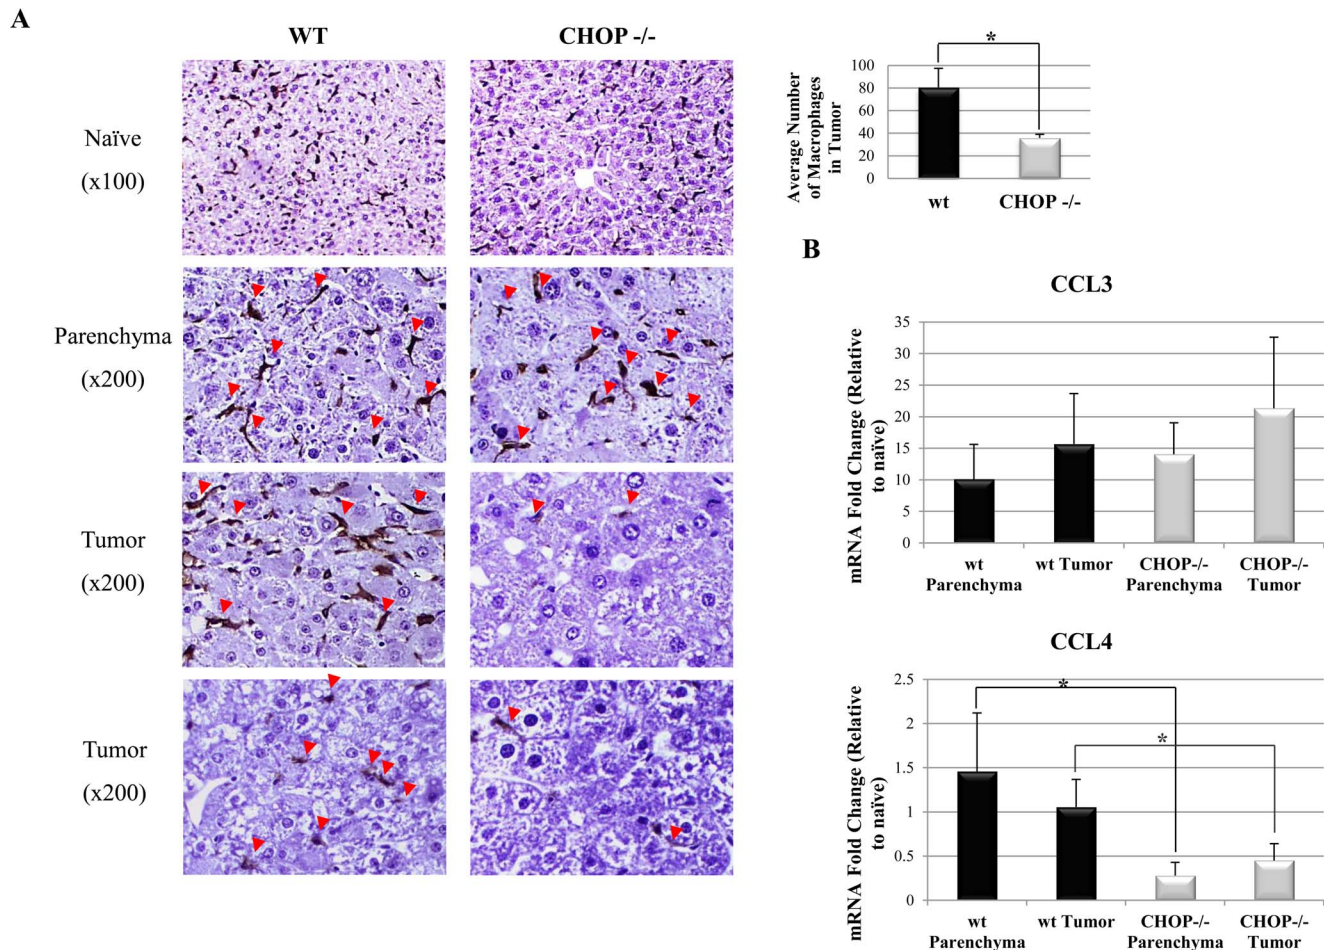 A
WT
CHOP -/-
Naïve
(x100)
Parenchyma
(x200)
Tumor
(x200)
Tumor
(x200)
Average Number
of Macrophages
in Tumor
100
80
60
40
20
0
*
wt
CHOP -/-
B
CCL3
mRNA Fold Change (Relative
to naïve)
35
30
25
20
15
10
5
0
wt
Parenchyma
wt Tumor
CHOP-/-
Parenchyma
CHOP-/-
Tumor
CCL4
mRNA Fold Change (Relative
to naïve)
2.5
2
1.5
1
0.5
0
*
*
wt
Parenchyma
wt Tumor
CHOP-/-
Parenchyma
CHOP-/-
Tumor